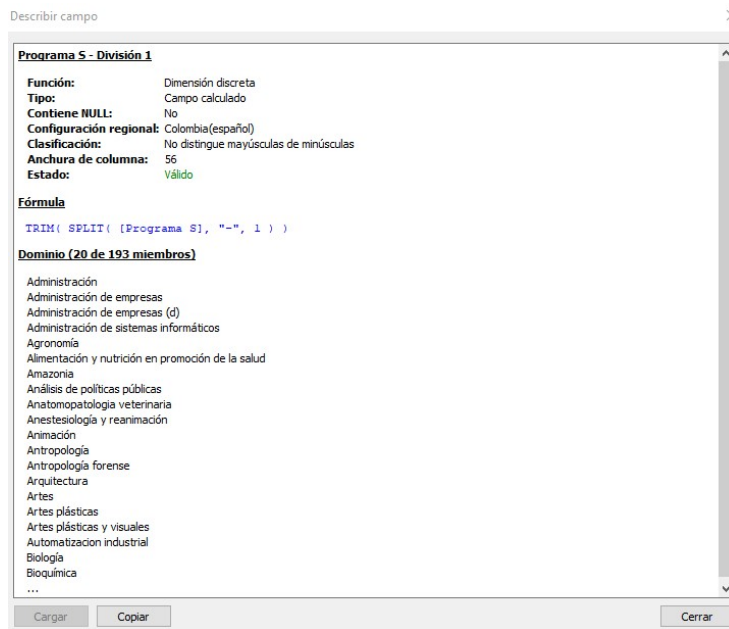 Describir campo
Programa S - División 1
Función: Dimensión discreta
Tipo: Campo calculado
Contiene NULL: No
Configuración regional: Colombia(español)
Clasificación: No distingue mayúsculas de minúsculas
Anchura de columna: 56
Estado: Válido
Fórmula
TRIM( SPLIT( [Programa S], "-", 1 ) )
Dominio (20 de 193 miembros)
Administración
Administración de empresas
Administración de empresas (d)
Administración de sistemas informáticos
Agronomía
Alimentación y nutrición en promoción de la salud
Amazonia
Análisis de políticas públicas
Anatomopatologia veterinaria
Anestesiología y reanimación
Animación
Antropología
Antropología forense
Arquitectura
Artes
Artes plásticas
Artes plásticas y visuales
Automatizacion industrial
Biología
Bioquímica
...
Cargar Copiar Cerrar